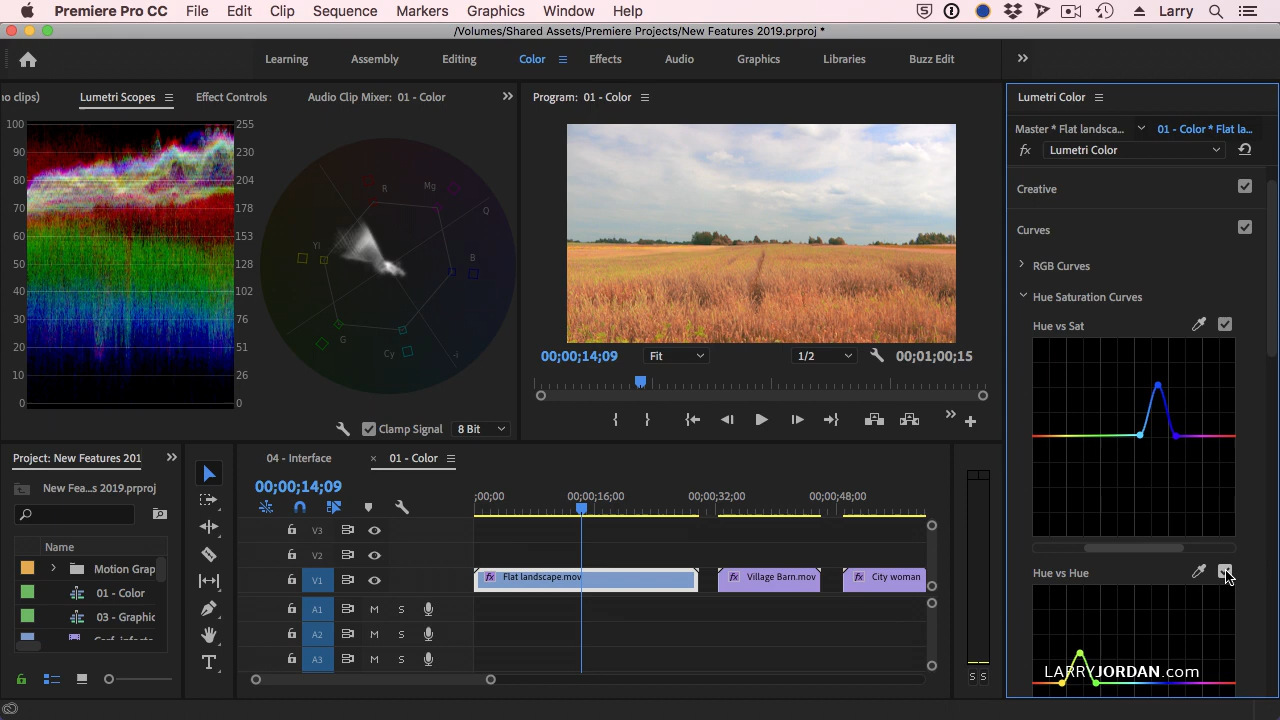 Premiere Pro CC File Edit Clip Sequence Markers Graphics Window Help Larry
/Volumes/Shared Assets/Premiere Projects/New Features 2019.prproj *
Learning Assembly Editing Color Effects Audio Graphics Libraries Buzz Edit
no clips) Lumetri Scopes Effect Controls Audio Clip Mixer: 01 - Color
Program: 01 - Color
Lumetri Color
Master * Flat landsca... 01 - Color * Flat la...
fx Lumetri Color
Creative
Curves
RGB Curves
Hue Saturation Curves
Hue vs Sat
Hue vs Hue
LARRYJORDAN.com
100 255
90 230
80 204
70 178
60 153
50 128
40 102
30 76
20 51
10 26
0 0
R Mg
Q
Yl B
G
Cy -i
Clamp Signal 8 Bit
00;00;14;09 Fit 1/2 00;01;00;15
Project: New Features 201
New Fea...s 2019.prproj
Name
Motion Grap
01 - Color
03 - Graphic
04 - Interface × 01 - Color
00;00;14;09
;00;00 00;00;16;00 00;00;32;00 00;00;48;00
V3
V2
V1 fx Flat landscape.mov fx Village Barn.mov fx City woman
A1 M S
A2 M S
A3 M S
S S